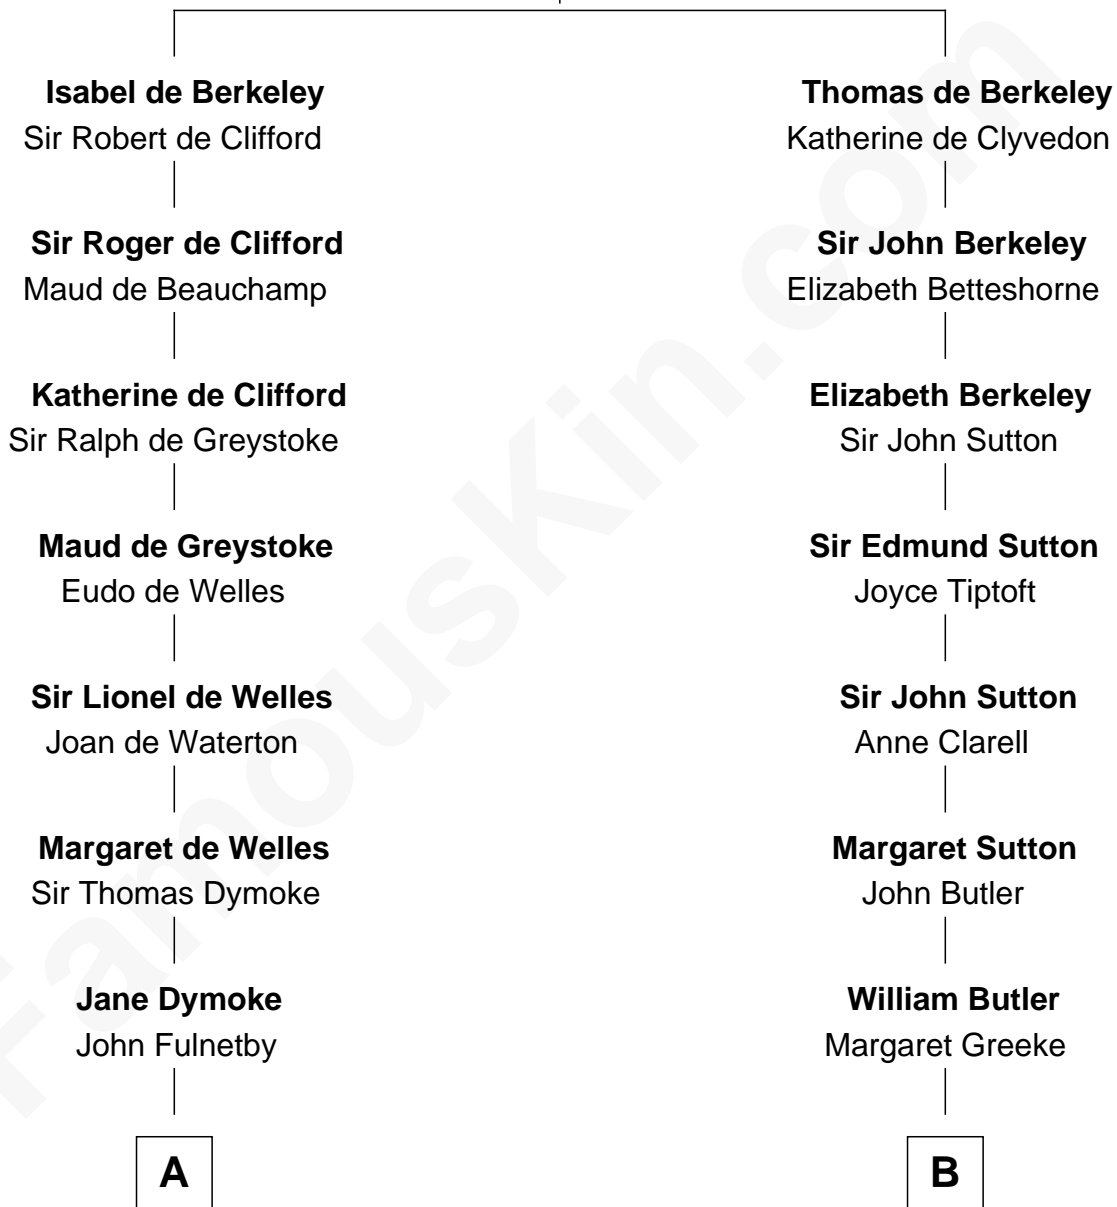 Isabel de Berkeley
Sir Robert de Clifford
Sir Roger de Clifford
Maud de Beauchamp
Katherine de Clifford
Sir Ralph de Greystoke
Maud de Greystoke
Eudo de Welles
Sir Lionel de Welles
Joan de Waterton
Margaret de Welles
Sir Thomas Dymoke
Jane Dymoke
John Fulnetby
A
Thomas de Berkeley
Katherine de Clyvedon
Sir John Berkeley
Elizabeth Betteshorne
Elizabeth Berkeley
Sir John Sutton
Sir Edmund Sutton
Joyce Tiptoft
Sir John Sutton
Anne Clarell
Margaret Sutton
John Butler
William Butler
Margaret Greeke
B
FamousKin.com